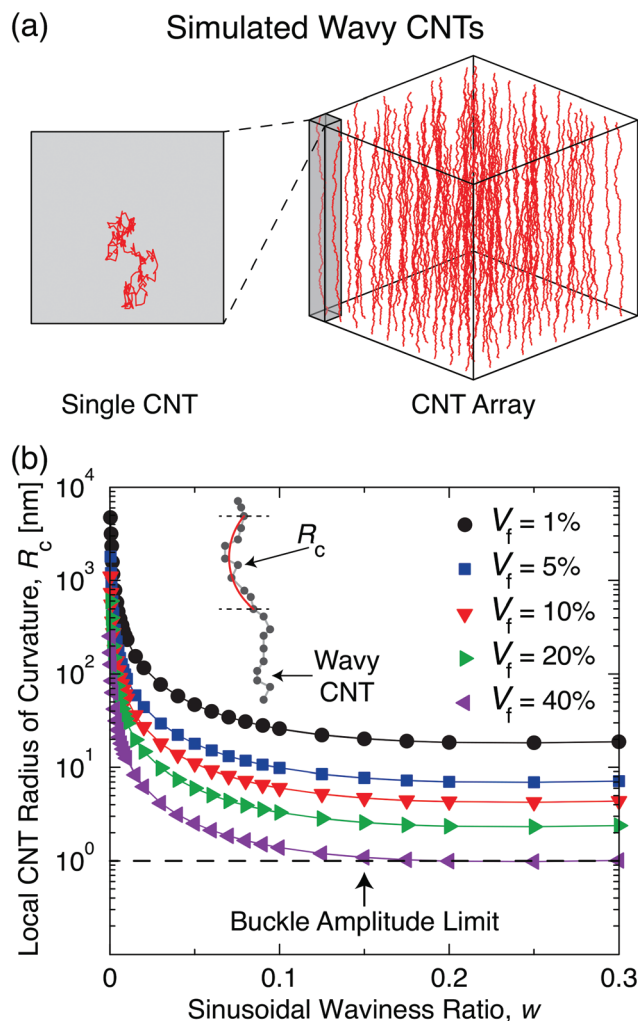 (a)
Simulated Wavy CNTs
Single CNT
CNT Array
(b)
Local CNT Radius of Curvature, R_c [nm]
10^4
10^3
10^2
10^1
10^0
R_c
Wavy
CNT
V_f = 1%
V_f = 5%
V_f = 10%
V_f = 20%
V_f = 40%
Buckle Amplitude Limit
0
0.1
0.2
0.3
Sinusoidal Waviness Ratio, w